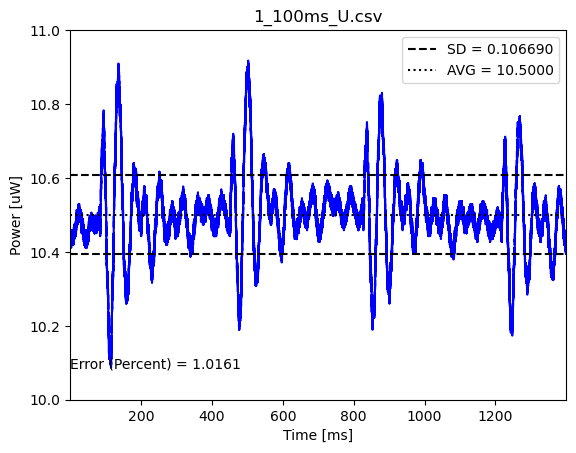 1_100ms_U.csv
11.0
10.8
10.6
10.4
10.2
10.0
Power [uW]
SD = 0.106690
AVG = 10.5000
Error (Percent) = 1.0161
200
400
600
800
1000
1200
Time [ms]